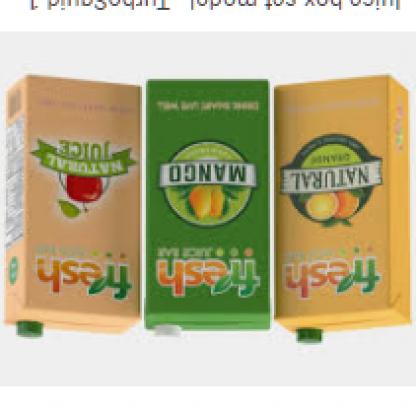 fresh
JUICE BAR
NATURAL
ORANGE
fresh
JUICE BAR
MANGO
DRINK SMART LIVE WELL
fresh
JUICE BAR
NATURAL
JUICE
Juice box set model - TurboSquid 1